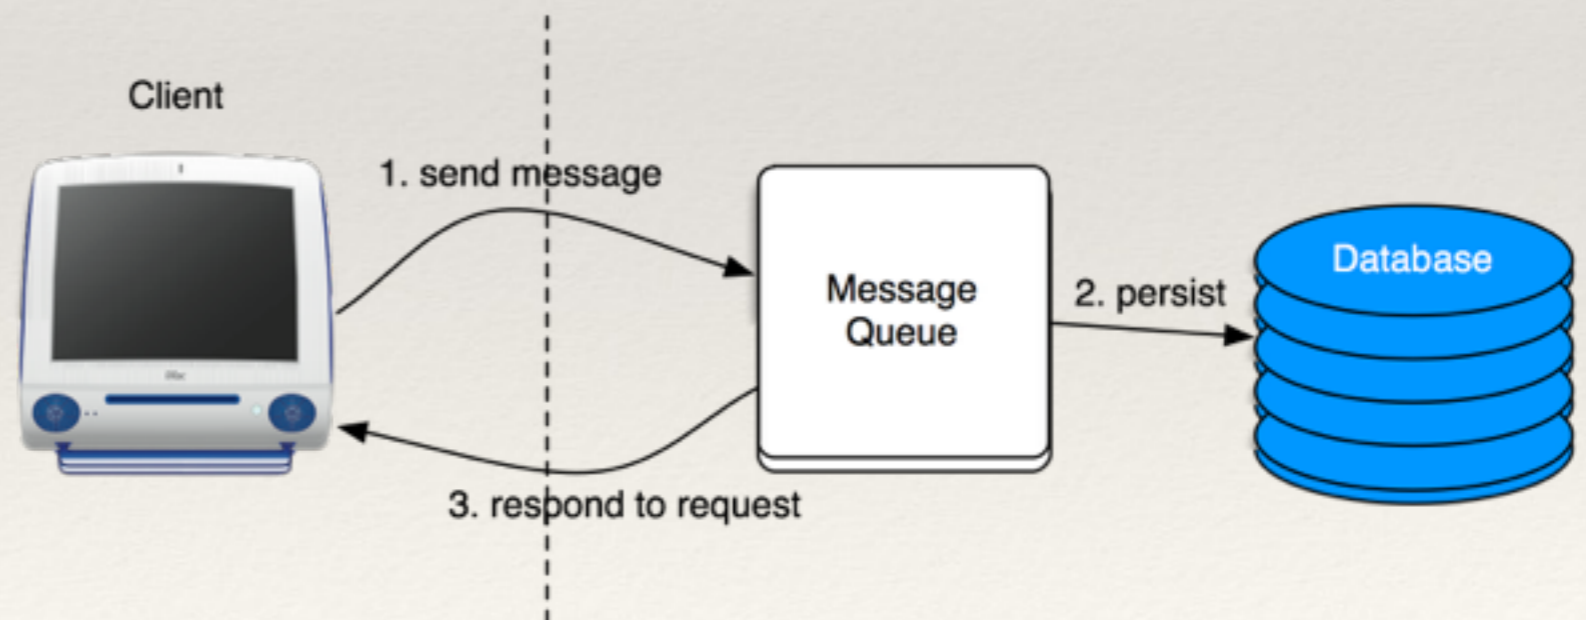 Client
1. send message
Message
Queue
2. persist
Database
3. respond to request